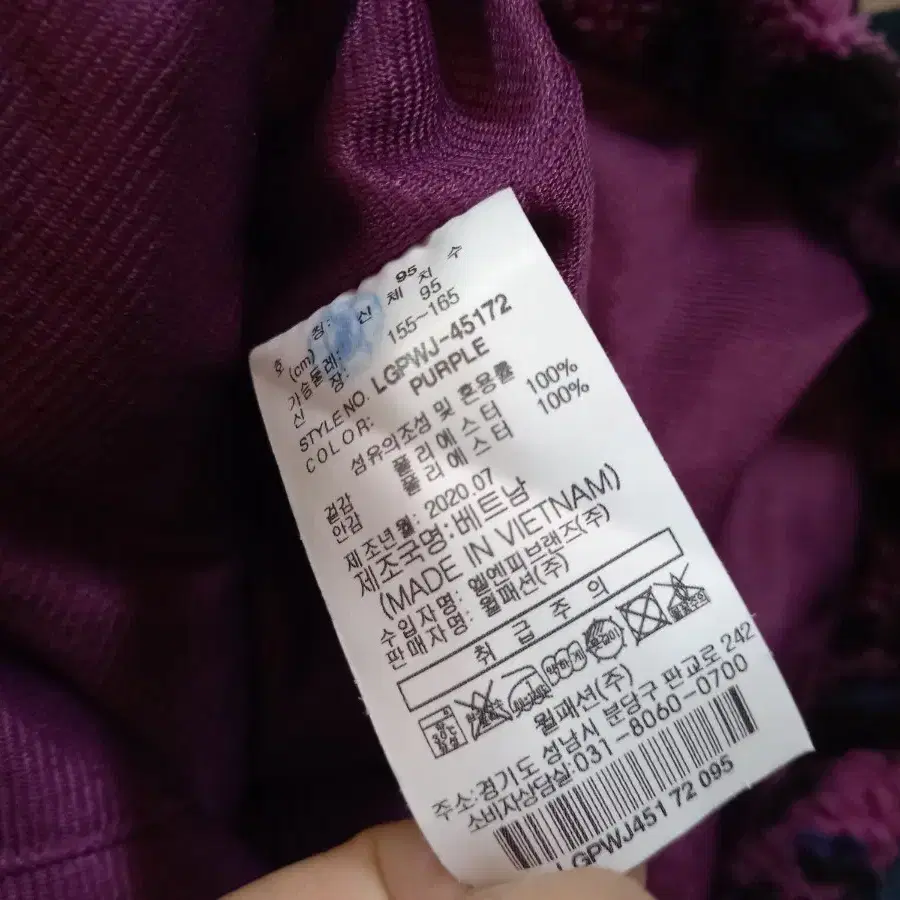 호 칭: 95
(cm) 신 체 치 수
가슴둘레: 95
신 장: 155-165
STYLE NO. LGPWJ-45172
COLOR: PURPLE
섬유의조성 및 혼용률
겉감 폴 리 에 스 터 100%
안감 폴 리 에 스 터 100%
제 조년 월: 2020.07
제조국명:베트남
(MADE IN VIETNAM)
수 입자 명: 엘엔피브랜즈(주)
판 매자 명: 월패션(주)
취 급 주 의
약하게
월패션(주)
주소:경기도 성남시 분당구 판교로 242
소비자상담실:031-8060-0700
LGPWJ451 72 095